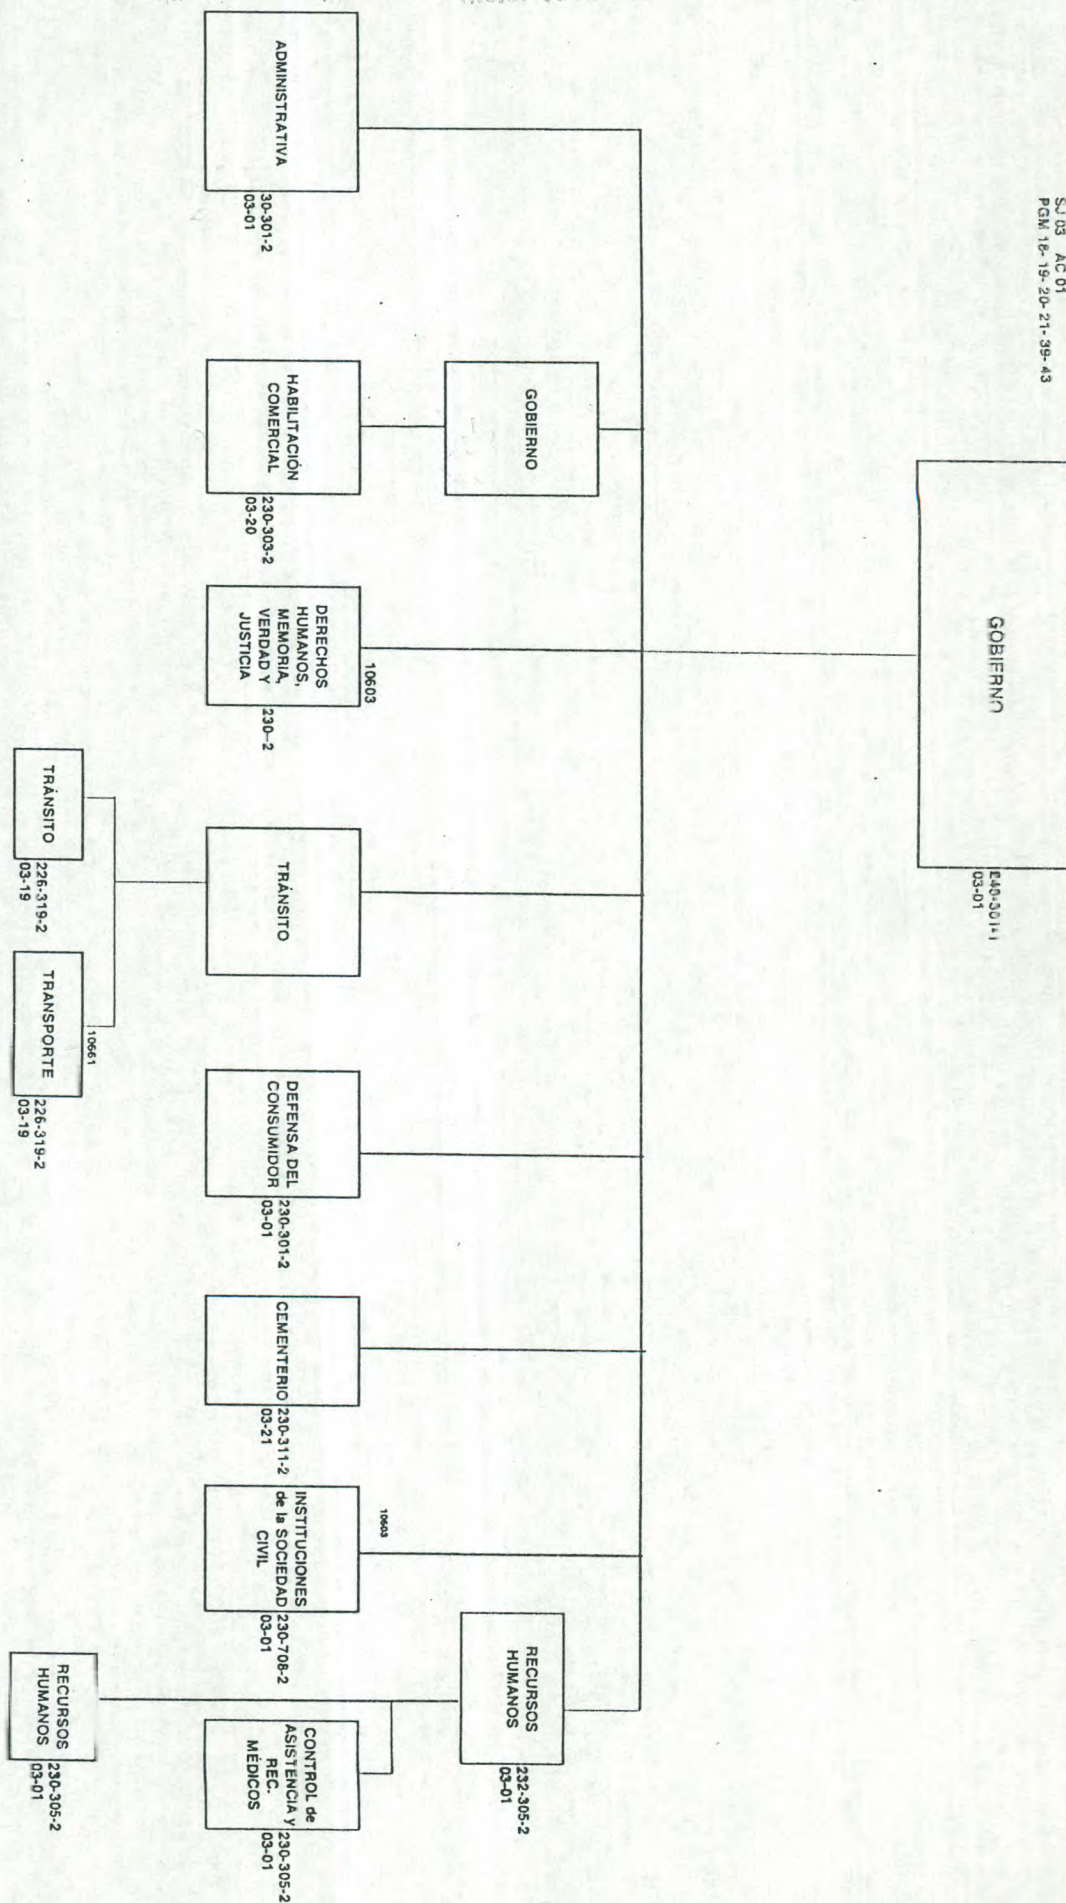 SJ 03 AC 01
PGM 18- 19- 20- 21- 39- 43
GOBIERNO
03-01
GOBIERNO
RECURSOS
HUMANOS
232-305-2
03-01
ADMINISTRATIVA
30-301-2
03-01
HABILITACIÓN
COMERCIAL
230-303-2
03-20
10603
DERECHOS
HUMANOS,
MEMORIA,
VERDAD Y
JUSTICIA
230--2
TRÁNSITO
DEFENSA DEL
CONSUMIDOR
230-301-2
03-01
CEMENTERIO
230-311-2
03-21
10603
INSTITUCIONES
de la SOCIEDAD
CIVIL
230-708-2
03-01
CONTROL de
ASISTENCIA y
REC.
MÉDICOS
230-305-2
03-01
TRÁNSITO
226-319-2
03-19
10661
TRANSPORTE
226-319-2
03-19
RECURSOS
HUMANOS
230-305-2
03-01